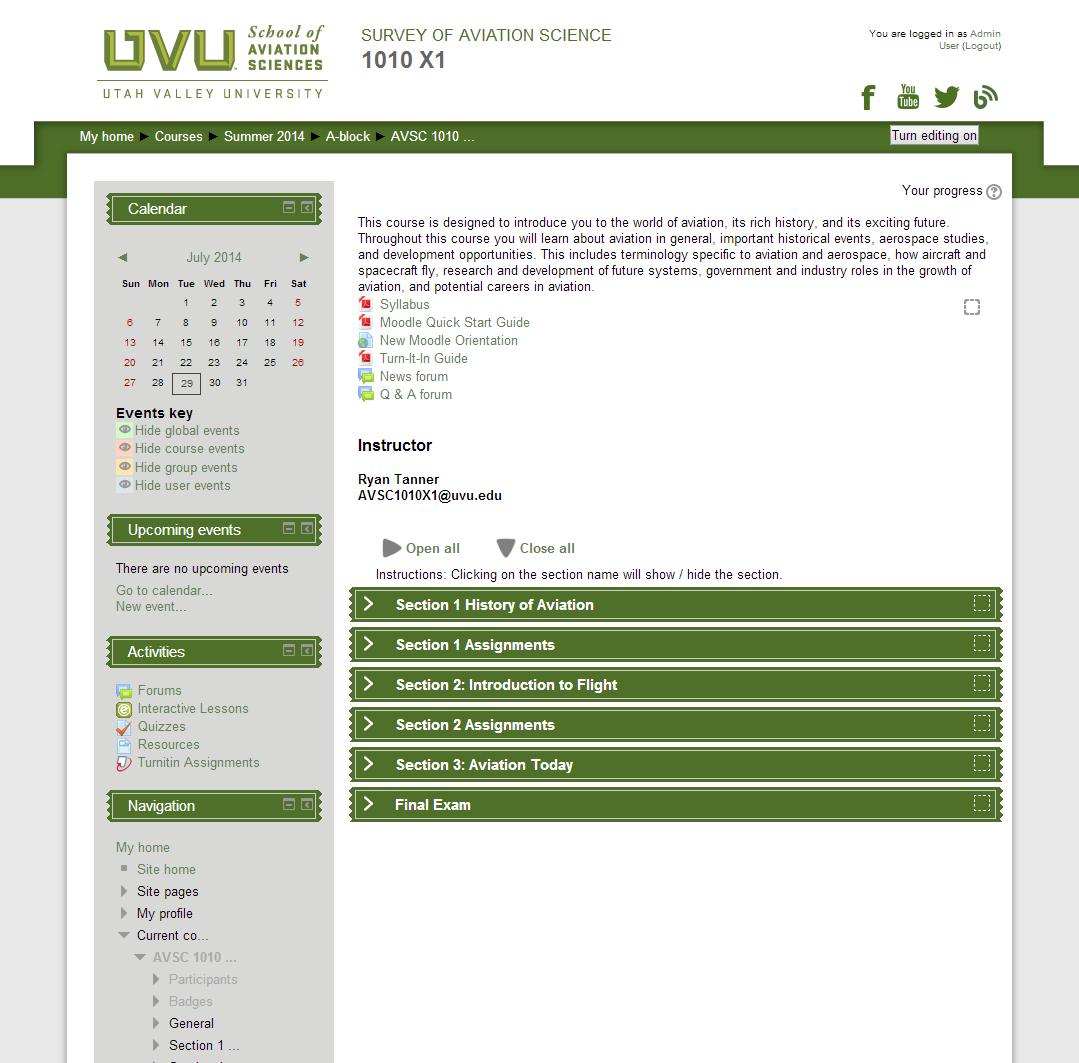 UVU School of
AVIATION
SCIENCES
UTAH VALLEY UNIVERSITY
SURVEY OF AVIATION SCIENCE
1010 X1
You are logged in as Admin
User (Logout)
You
Tube
My home ► Courses ► Summer 2014 ► A-block ► AVSC 1010 ...
Turn editing on
Calendar
July 2014
Sun Mon Tue Wed Thu Fri Sat
1 2 3 4 5
6 7 8 9 10 11 12
13 14 15 16 17 18 19
20 21 22 23 24 25 26
27 28 29 30 31
Events key
Hide global events
Hide course events
Hide group events
Hide user events
Upcoming events
There are no upcoming events
Go to calendar...
New event...
Activities
Forums
Interactive Lessons
Quizzes
Resources
Turnitin Assignments
Navigation
My home
Site home
Site pages
My profile
Current co...
AVSC 1010 ...
Participants
Badges
General
Section 1 ...
Your progress
This course is designed to introduce you to the world of aviation, its rich history, and its exciting future.
Throughout this course you will learn about aviation in general, important historical events, aerospace studies,
and development opportunities. This includes terminology specific to aviation and aerospace, how aircraft and
spacecraft fly, research and development of future systems, government and industry roles in the growth of
aviation, and potential careers in aviation.
Syllabus
Moodle Quick Start Guide
New Moodle Orientation
Turn-It-In Guide
News forum
Q & A forum
Instructor
Ryan Tanner
AVSC1010X1@uvu.edu
Open all Close all
Instructions: Clicking on the section name will show / hide the section.
Section 1 History of Aviation
Section 1 Assignments
Section 2: Introduction to Flight
Section 2 Assignments
Section 3: Aviation Today
Final Exam